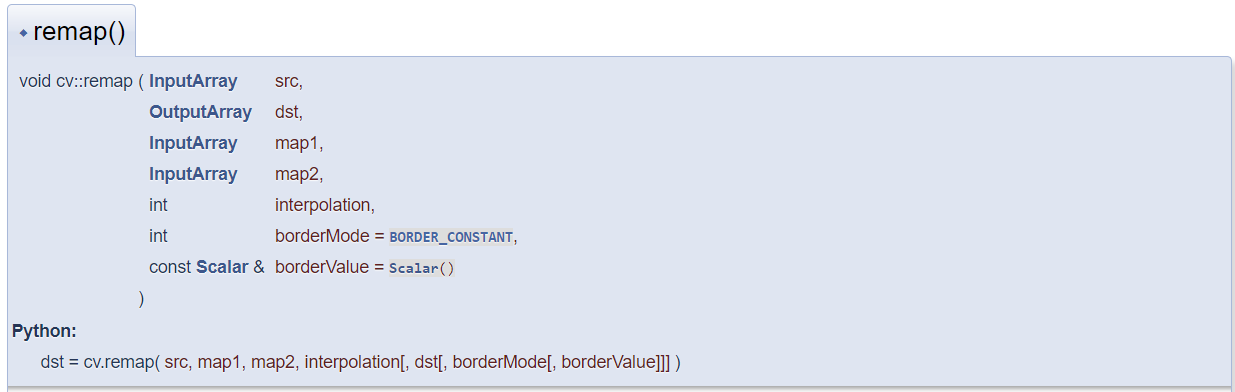 ◆ remap()
void cv::remap ( InputArray src,
OutputArray dst,
InputArray map1,
InputArray map2,
int interpolation,
int borderMode = BORDER_CONSTANT,
const Scalar & borderValue = Scalar()
)
Python:
dst = cv.remap( src, map1, map2, interpolation[, dst[, borderMode[, borderValue]]] )